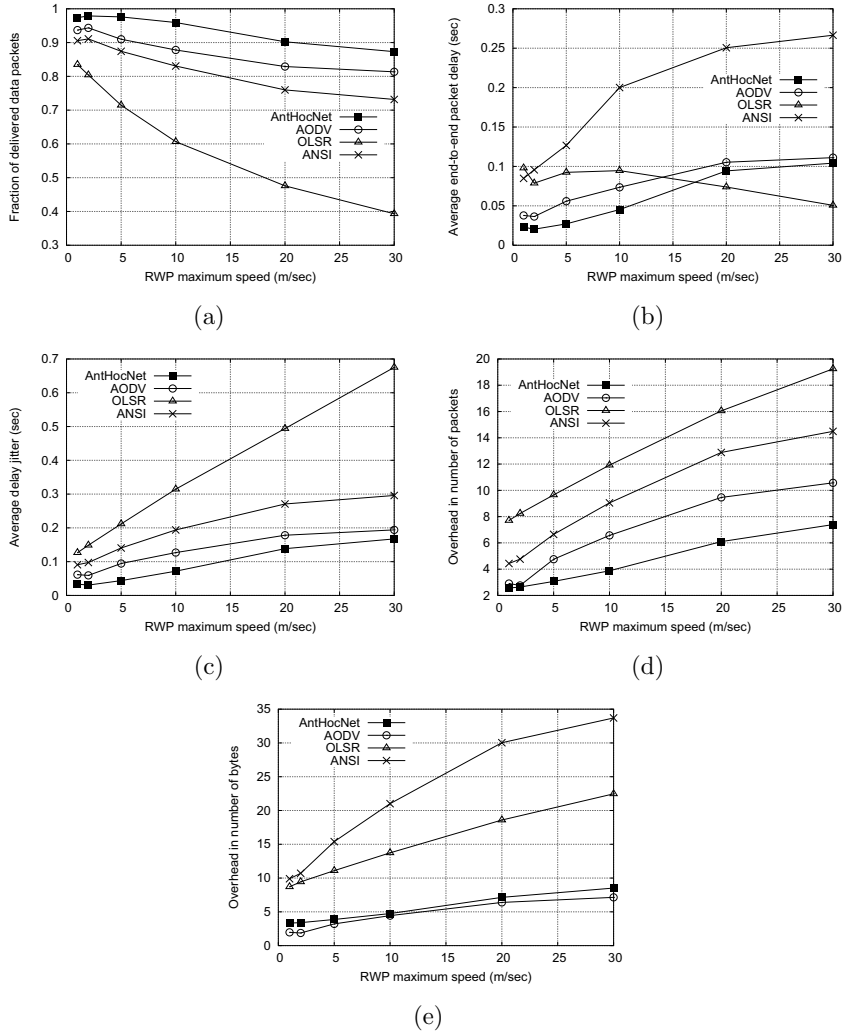 1
0.9
0.8
0.7
0.6
0.5
0.4
0.3
Fraction of delivered data packets
AntHocNet
AODV
OLSR
ANSI
0 5 10 15 20 25 30
RWP maximum speed (m/sec)
(a)
0.3
0.25
0.2
0.15
0.1
0.05
0
Average end-to-end packet delay (sec)
AntHocNet
AODV
OLSR
ANSI
0 5 10 15 20 25 30
RWP maximum speed (m/sec)
(b)
0.7
0.6
0.5
0.4
0.3
0.2
0.1
0
Average delay jitter (sec)
AntHocNet
AODV
OLSR
ANSI
0 5 10 15 20 25 30
RWP maximum speed (m/sec)
(c)
20
18
16
14
12
10
8
6
4
2
Overhead in number of packets
AntHocNet
AODV
OLSR
ANSI
0 5 10 15 20 25 30
RWP maximum speed (m/sec)
(d)
35
30
25
20
15
10
5
0
Overhead in number of bytes
AntHocNet
AODV
OLSR
ANSI
0 5 10 15 20 25 30
RWP maximum speed (m/sec)
(e)